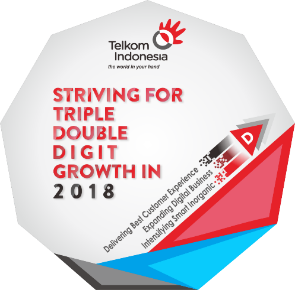 Telkom
Indonesia
the world in your hand
STRIVING FOR
TRIPLE
DOUBLE
DIGIT
GROWTH IN
2018
D
Delivering Best Customer Experience
Expanding Digital Business
Intensifying Smart Inorganic